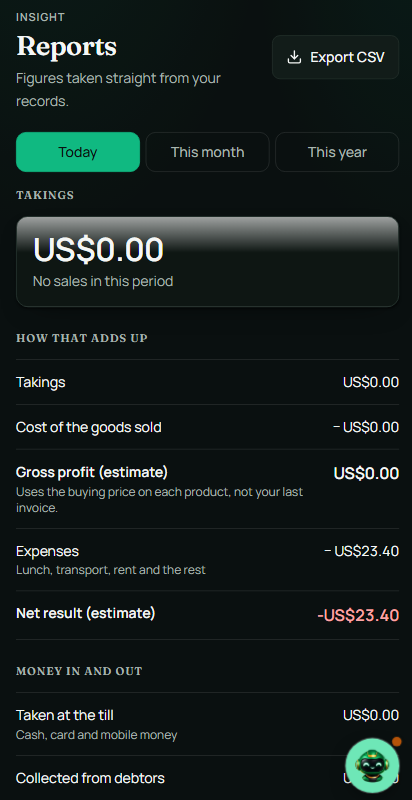 INSIGHT
Reports
Export CSV
Figures taken straight from your
records.
Today
This month
This year
TAKINGS
US$0.00
No sales in this period
HOW THAT ADDS UP
Takings
US$0.00
Cost of the goods sold
− US$0.00
Gross profit (estimate)
US$0.00
Uses the buying price on each product, not your last
invoice.
Expenses
− US$23.40
Lunch, transport, rent and the rest
Net result (estimate)
-US$23.40
MONEY IN AND OUT
Taken at the till
US$0.00
Cash, card and mobile money
Collected from debtors